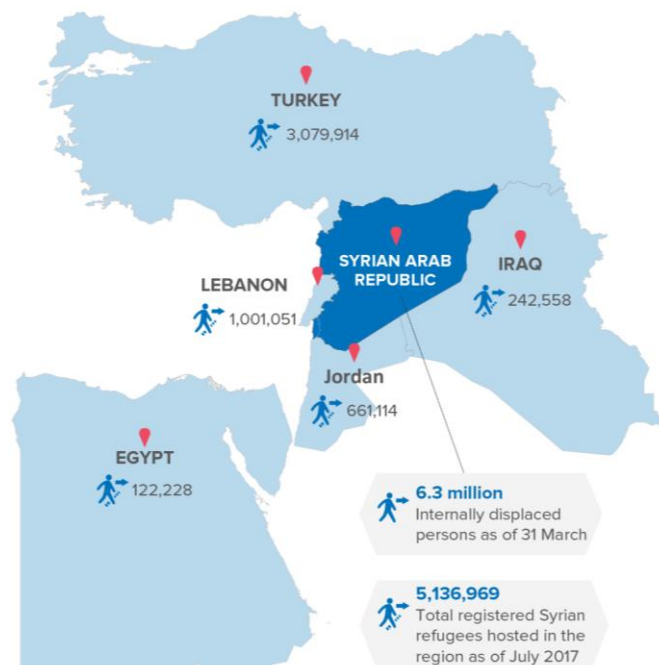 TURKEY
3,079,914
SYRIAN ARAB
REPUBLIC
IRAQ
242,558
LEBANON
1,001,051
Jordan
661,114
EGYPT
122,228
6.3 million
Internally displaced
persons as of 31 March
5,136,969
Total registered Syrian
refugees hosted in the
region as of July 2017